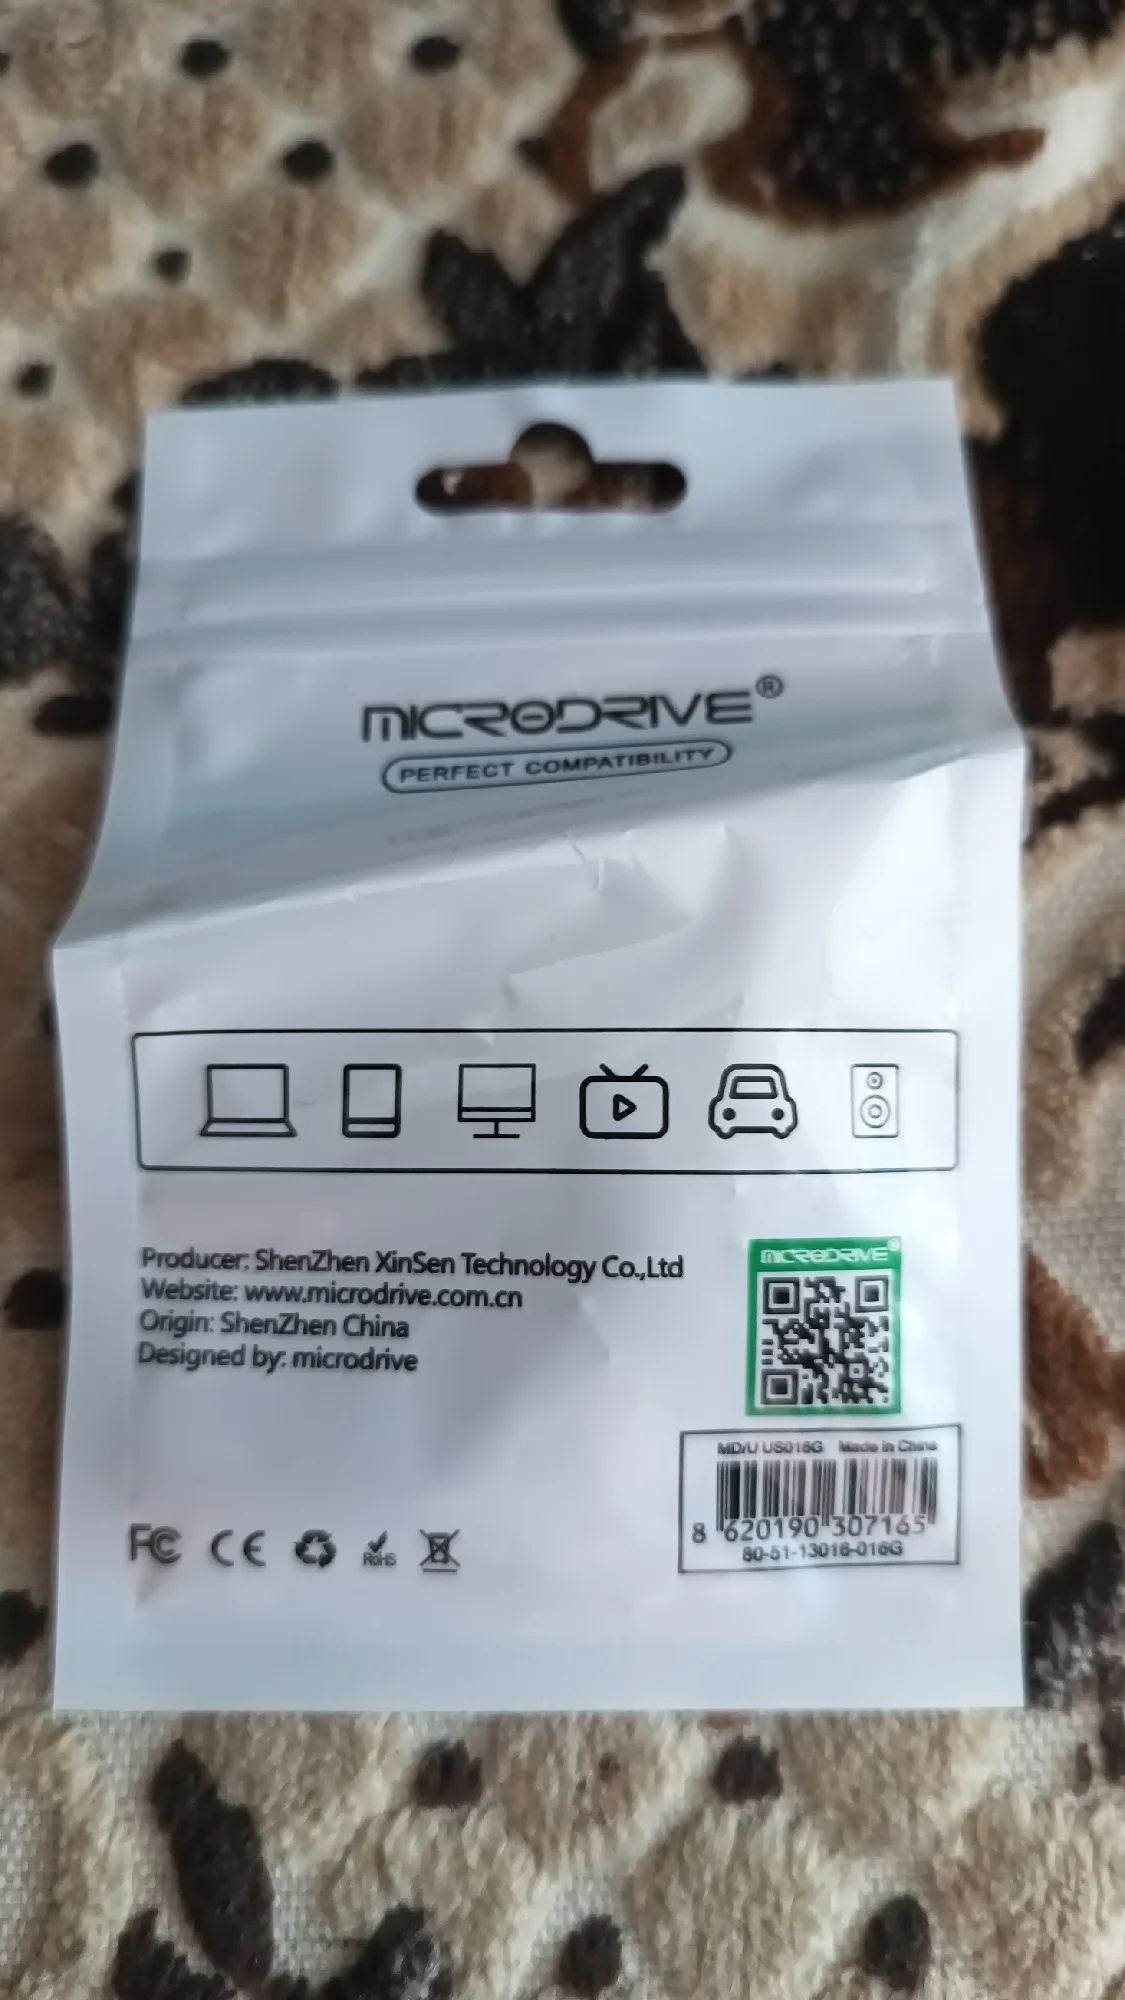 MICRODRIVE®
PERFECT COMPATIBILITY
Producer: ShenZhen XinSen Technology Co.,Ltd
Website: www.microdrive.com.cn
Origin: ShenZhen China
Designed by: microdrive
MICRODRIVE®
MD/U US016G Made in China
8 620190 307165
80-51-13016-016G
FC CE RoHS